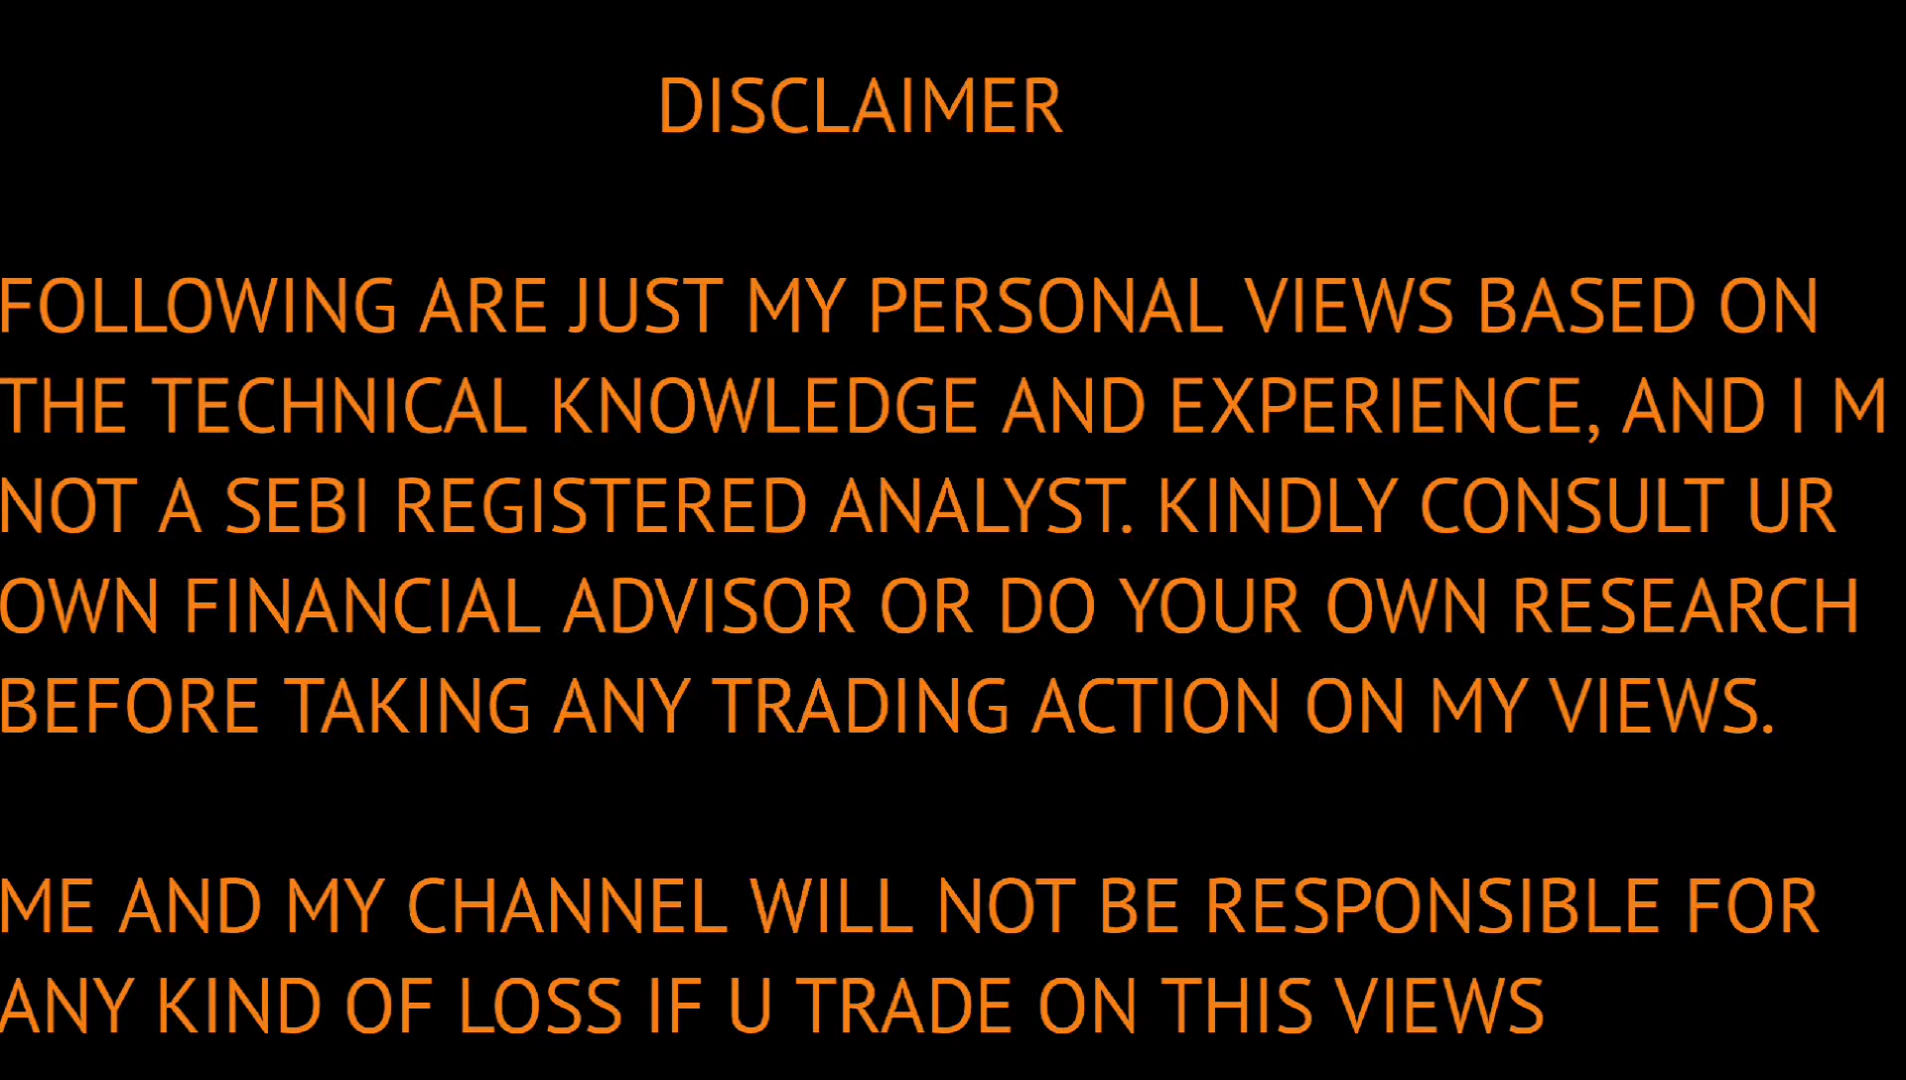 DISCLAIMER
FOLLOWING ARE JUST MY PERSONAL VIEWS BASED ON
THE TECHNICAL KNOWLEDGE AND EXPERIENCE, AND I M
NOT A SEBI REGISTERED ANALYST. KINDLY CONSULT UR
OWN FINANCIAL ADVISOR OR DO YOUR OWN RESEARCH
BEFORE TAKING ANY TRADING ACTION ON MY VIEWS.
ME AND MY CHANNEL WILL NOT BE RESPONSIBLE FOR
ANY KIND OF LOSS IF U TRADE ON THIS VIEWS